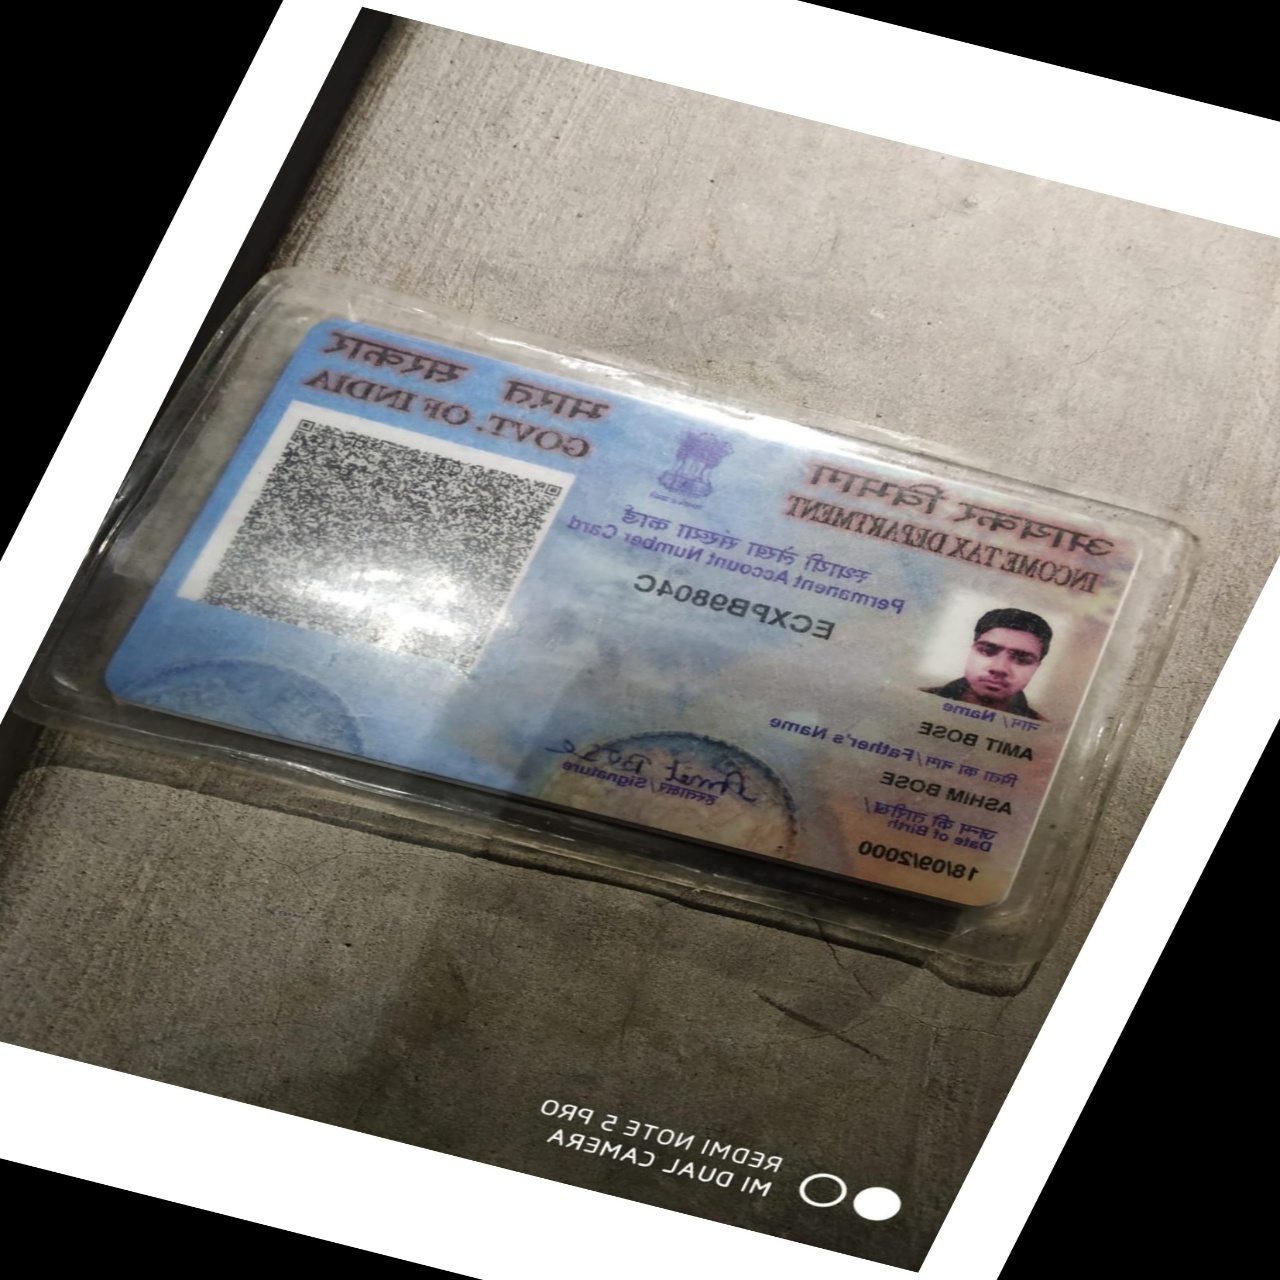 आयकर विभाग
INCOME TAX DEPARTMENT
भारत सरकार
GOVT. OF INDIA
स्थायी लेखा संख्या कार्ड
Permanent Account Number Card
ECXPB9804C
नाम / Name
AMIT BOSE
पिता का नाम / Father's Name
ASHIM BOSE
जन्म की तारीख /
Date of Birth
18/09/2000
Amit Bose
हस्ताक्षर / Signature
REDMI NOTE 5 PRO
MI DUAL CAMERA